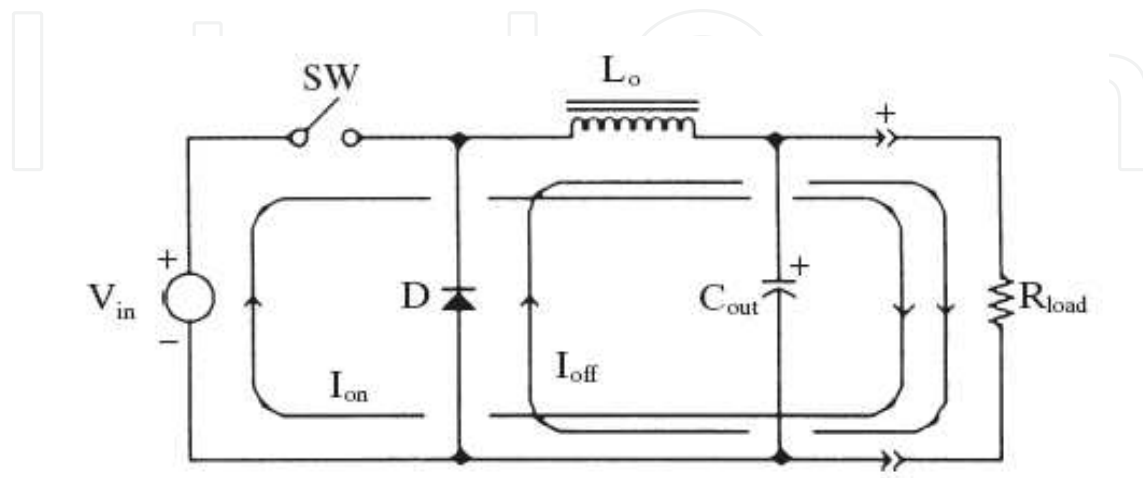 SW
Lₒ
+
+
Vᵢₙ
−
D
+
Cₒᵤₜ
Rₗₒₐ𝒹
Iₒₙ
Iₒff